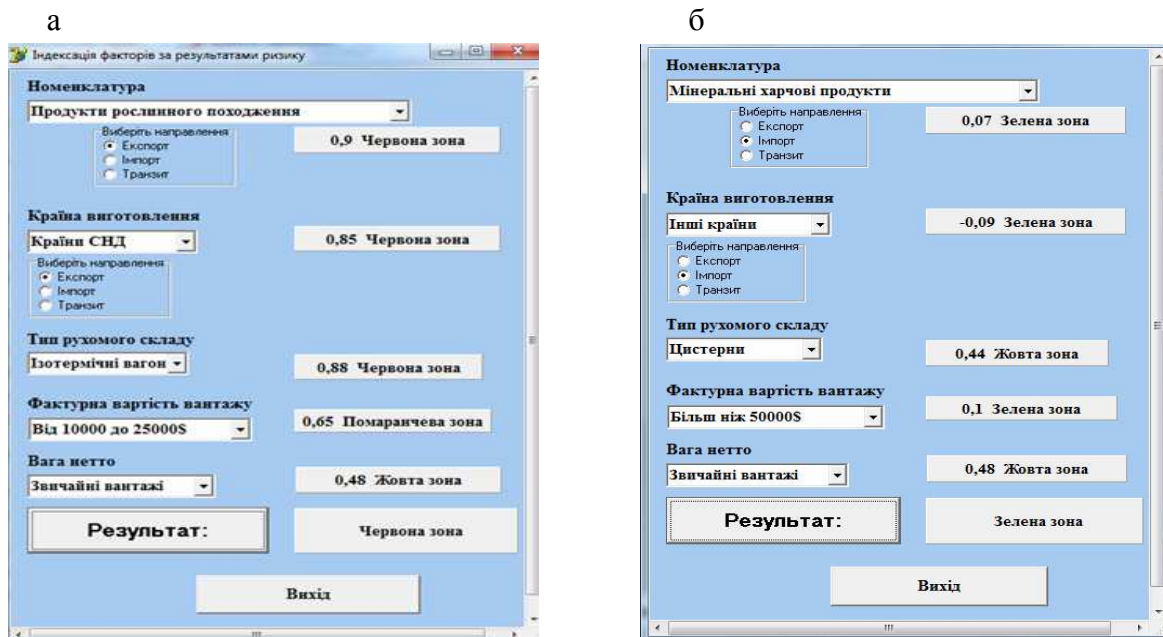 а
б
Індексація факторів за результатами ризику
Номенклатура
Продукти рослинного походження
Виберіть направлення
Експорт
Імпорт
Транзит
0,9 Червона зона
Країна виготовлення
Країни СНД
0,85 Червона зона
Виберіть направлення
Експорт
Імпорт
Транзит
Тип рухомого складу
Ізотермічні вагон
0,88 Червона зона
Фактурна вартість вантажу
Від 10000 до 25000$
0,65 Помаранчева зона
Вага нетто
Звичайні вантажі
0,48 Жовта зона
Результат:
Червона зона
Вихід
Номенклатура
Мінеральні харчові продукти
Виберіть направлення
Експорт
Імпорт
Транзит
0,07 Зелена зона
Країна виготовлення
Інші країни
-0,09 Зелена зона
Виберіть направлення
Експорт
Імпорт
Транзит
Тип рухомого складу
Цистерни
0,44 Жовта зона
Фактурна вартість вантажу
Більш ніж 50000$
0,1 Зелена зона
Вага нетто
Звичайні вантажі
0,48 Жовта зона
Результат:
Зелена зона
Вихід